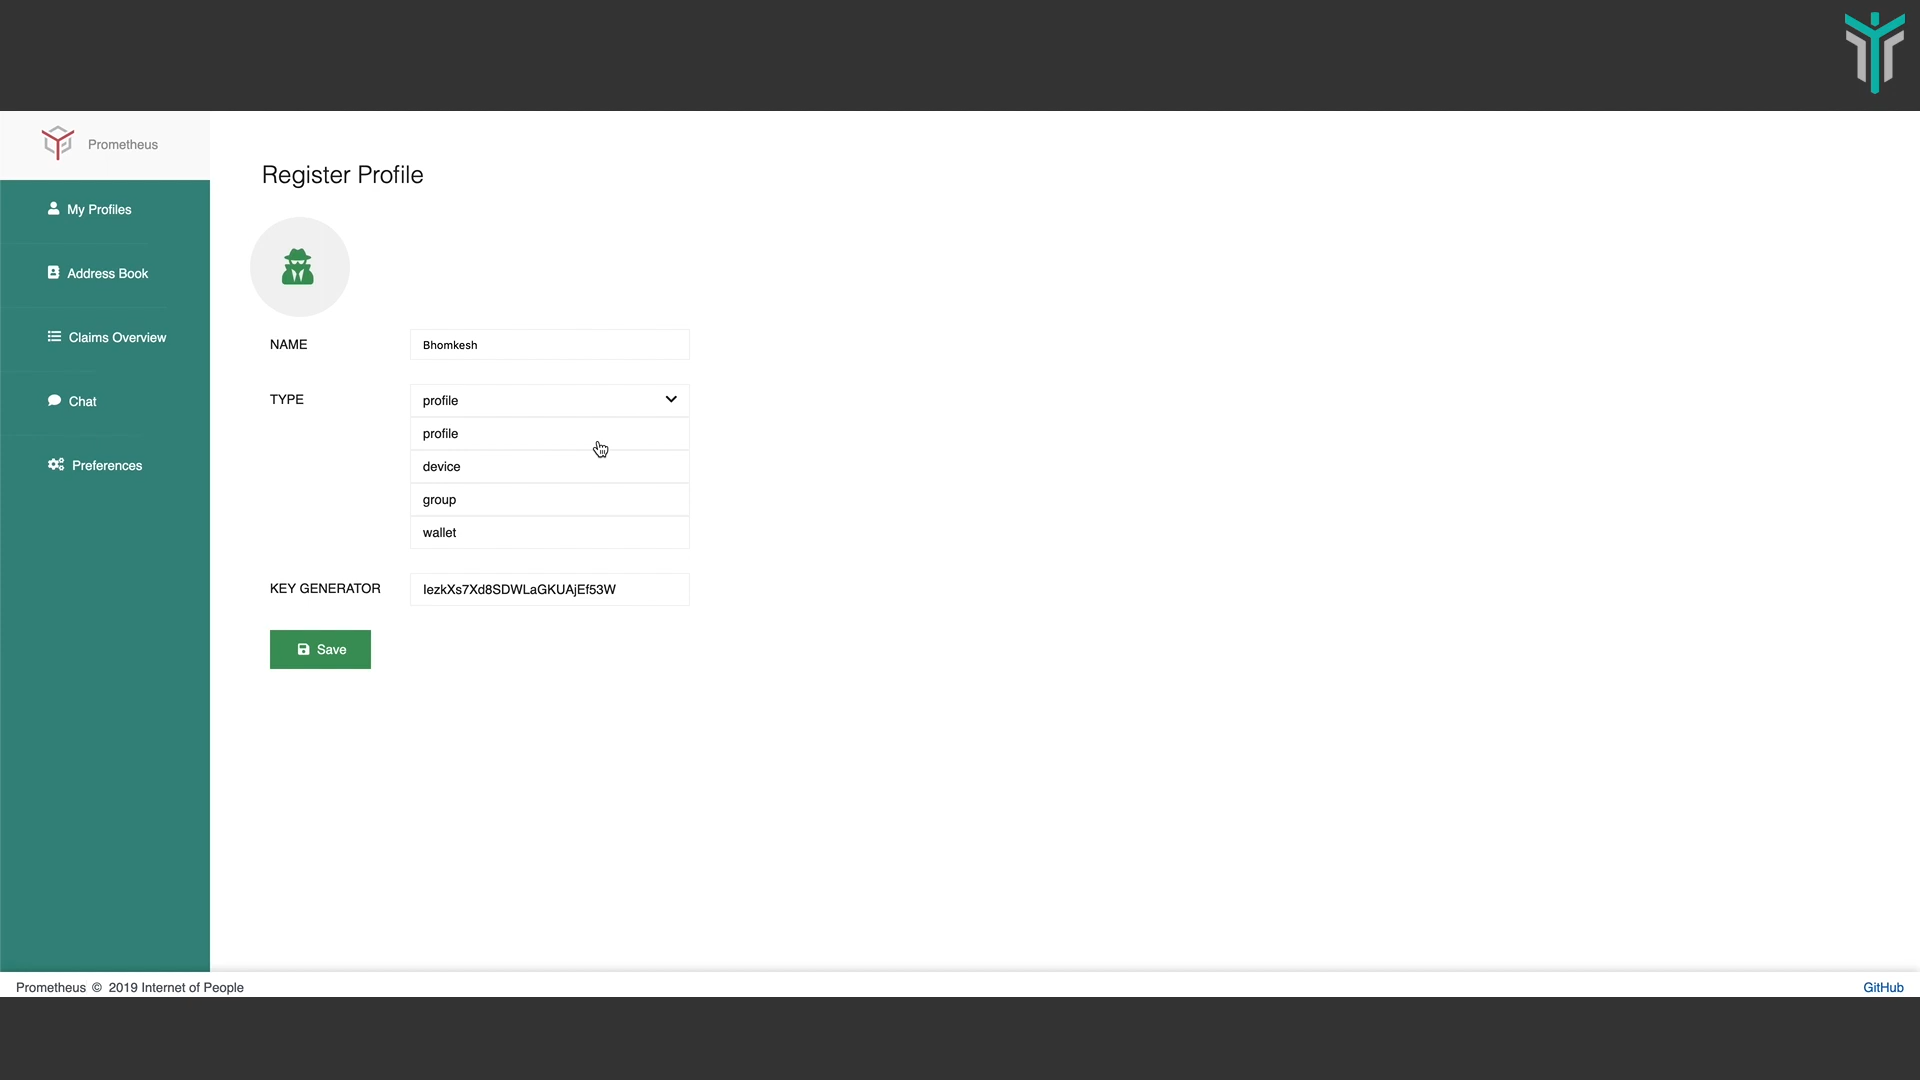 Prometheus
My Profiles
Address Book
Claims Overview
Chat
Preferences
Register Profile
NAME
Bhomkesh
TYPE
profile
profile
device
group
wallet
KEY GENERATOR
lezkXs7Xd8SDWLaGKUAjEf53W
Save
Prometheus © 2019 Internet of People
GitHub